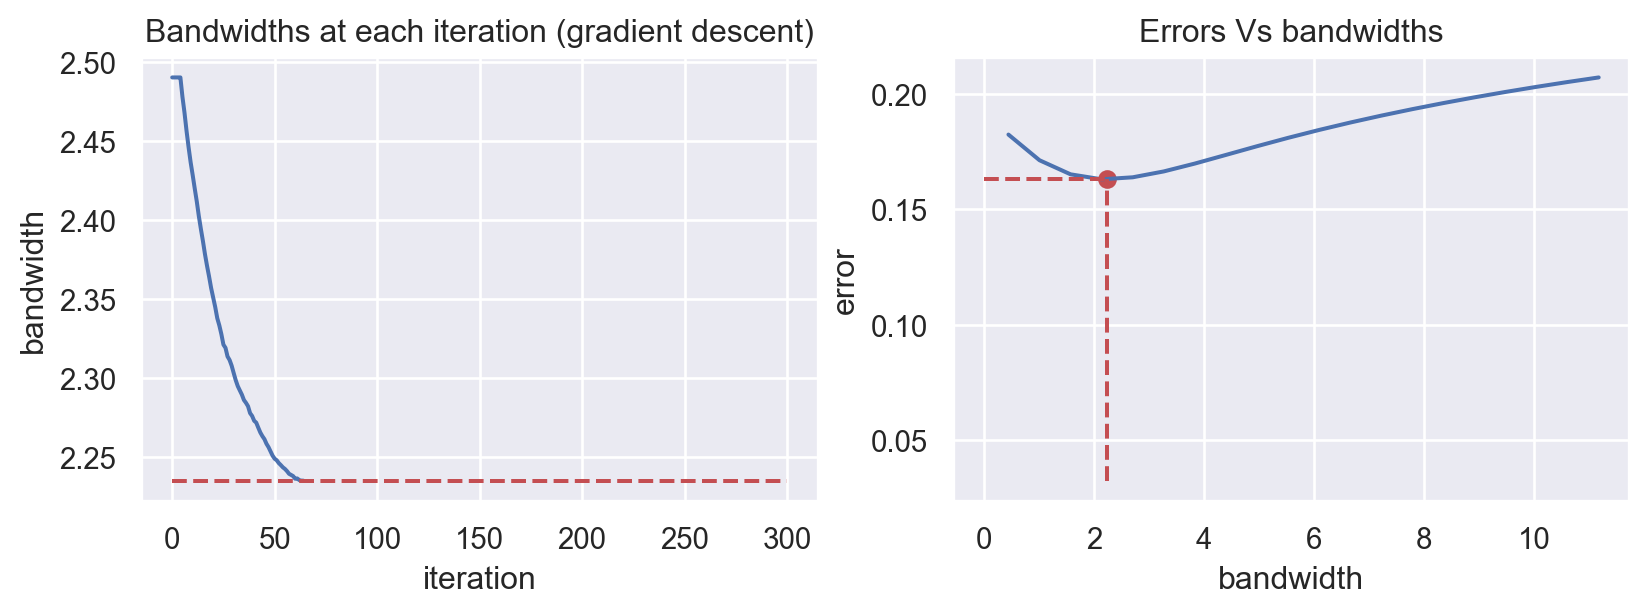 Bandwidths at each iteration (gradient descent)
2.50
2.45
2.40
2.35
2.30
2.25
bandwidth
0 50 100 150 200 250 300
iteration
Errors Vs bandwidths
0.20
0.15
0.10
0.05
error
0 2 4 6 8 10
bandwidth